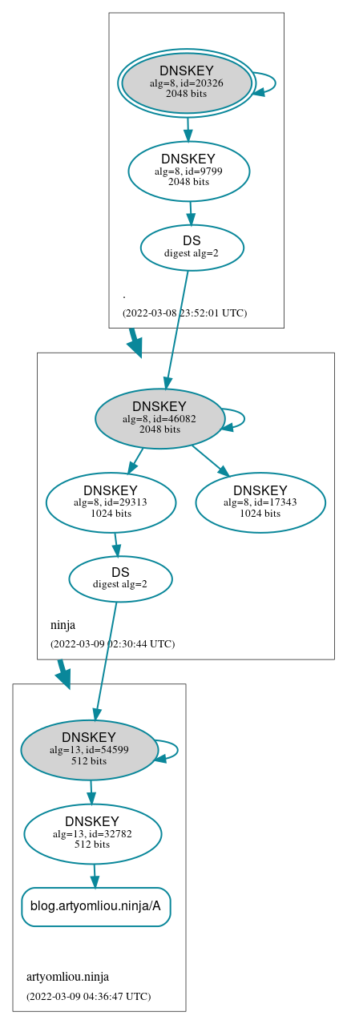 DNSKEY
alg=8, id=20326
2048 bits
DNSKEY
alg=8, id=9799
2048 bits
DS
digest alg=2
.
(2022-03-08 23:52:01 UTC)
DNSKEY
alg=8, id=46082
2048 bits
DNSKEY
alg=8, id=29313
1024 bits
DNSKEY
alg=8, id=17343
1024 bits
DS
digest alg=2
ninja
(2022-03-09 02:30:44 UTC)
DNSKEY
alg=13, id=54599
512 bits
DNSKEY
alg=13, id=32782
512 bits
blog.artyomliou.ninja/A
artyomliou.ninja
(2022-03-09 04:36:47 UTC)